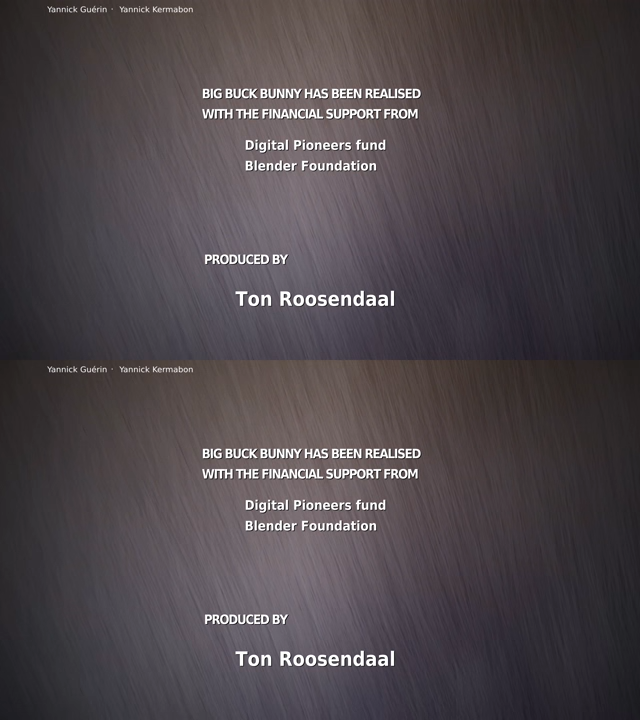 Yannick Guérin · Yannick Kermabon
BIG BUCK BUNNY HAS BEEN REALISED
WITH THE FINANCIAL SUPPORT FROM
Digital Pioneers fund
Blender Foundation
PRODUCED BY
Ton Roosendaal
Yannick Guérin · Yannick Kermabon
BIG BUCK BUNNY HAS BEEN REALISED
WITH THE FINANCIAL SUPPORT FROM
Digital Pioneers fund
Blender Foundation
PRODUCED BY
Ton Roosendaal